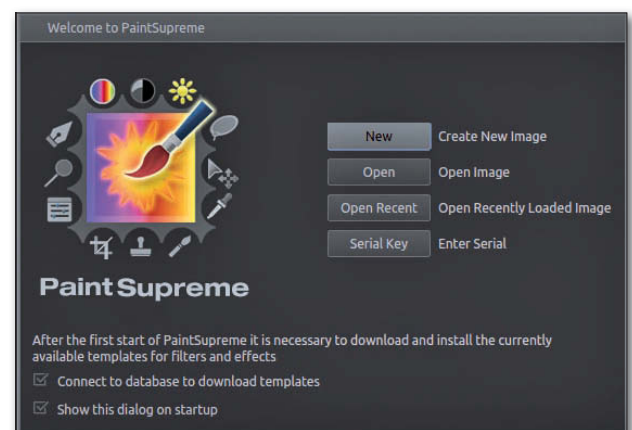 Welcome to PaintSupreme
New Create New Image
Open Open Image
Open Recent Open Recently Loaded Image
Serial Key Enter Serial
PaintSupreme
After the first start of PaintSupreme it is necessary to download and install the currently
available templates for filters and effects
Connect to database to download templates
Show this dialog on startup